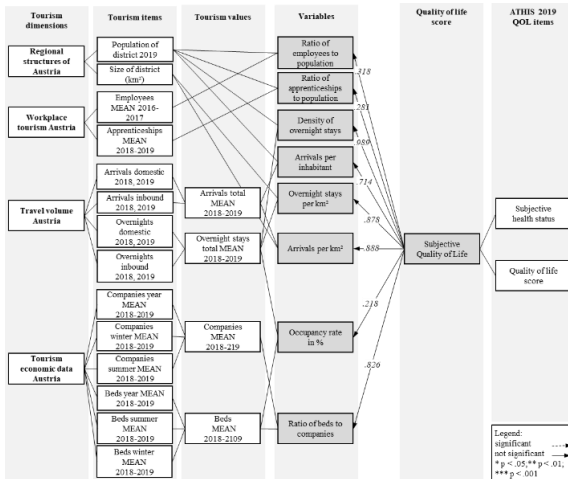 Tourism
dimensions
Tourism items
Tourism values
Variables
Quality of life
score
ATHIS 2019
QOL items
Regional
structures of
Austria
Workplace
tourism Austria
Travel volume
Austria
Tourism
economic data
Austria
Population of
district 2019
Size of district
(km²)
Employees
MEAN 2016-
2017
Apprenticeships
MEAN
2018-2019
Arrivals domestic
2018, 2019
Arrivals inbound
2018, 2019
Overnights
domestic
2018, 2019
Overnights
inbound
2018, 2019
Companies year
MEAN
2018-2019
Companies
winter MEAN
2018-2019
Companies
summer MEAN
2018-2019
Beds year MEAN
2018-2019
Beds summer
MEAN
2018-2019
Beds winter
MEAN
2018-2019
Arrivals total
MEAN
2018-2019
Overnight stays
total MEAN
2018-2019
Companies
MEAN
2018-219
Beds
MEAN
2018-2109
Ratio of
employees to
population
Ratio of
apprenticeships
to population
Density of
overnight stays
Arrivals per
inhabitant
Overnight stays
per km²
Arrivals per km²
Occupancy rate
in %
Ratio of beds to
companies
.318
.281
.989
.714
.878
.888
.218
.826
Subjective
Quality of Life
Subjective
health status
Quality of life
score
Legend:
significant
not significant
* p < .05;** p < .01;
*** p < .001